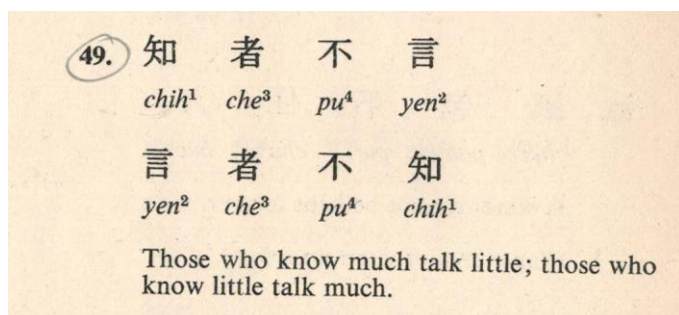 49. 知者不言
chih¹ che³ pu⁴ yen²
言者不知
yen² che³ pu⁴ chih¹
Those who know much talk little; those who
know little talk much.